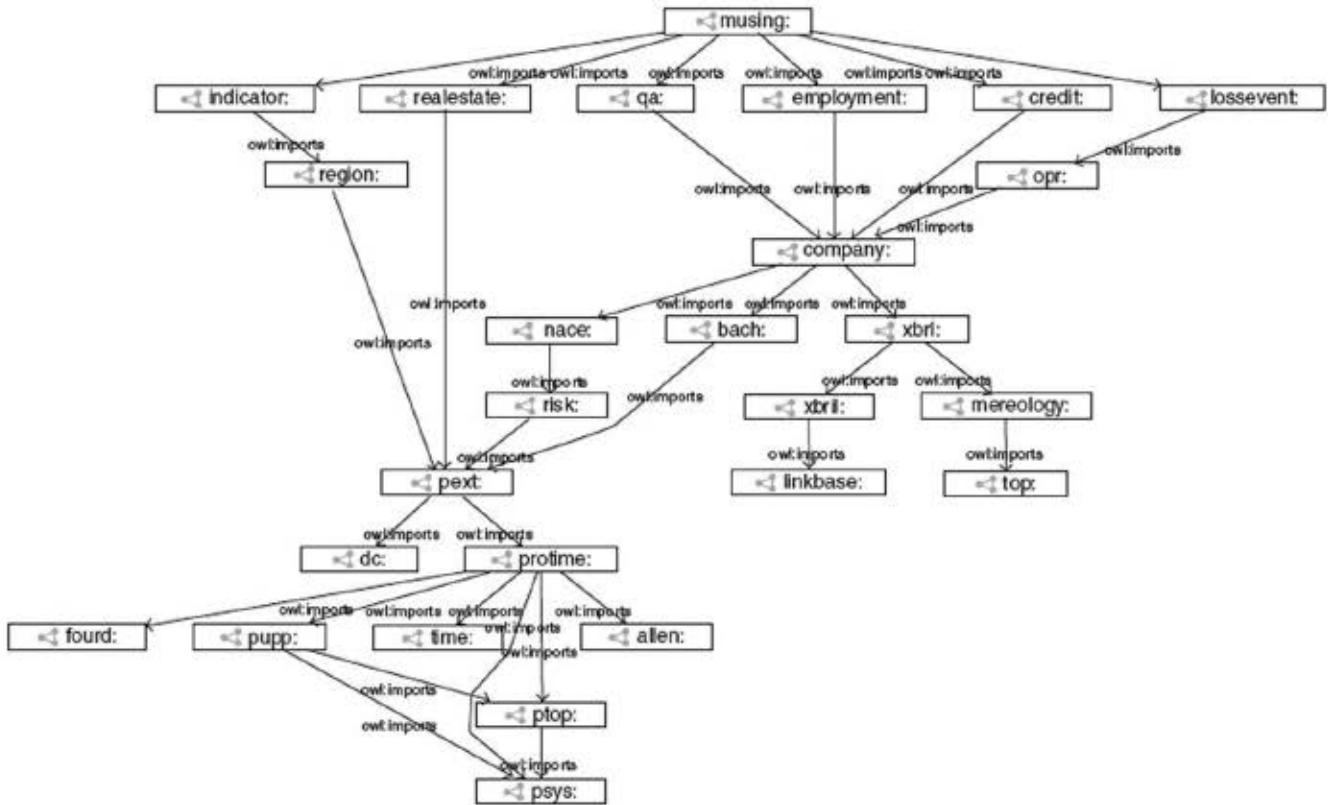 musing:
owl:imports owl:imports owl:imports owl:imports owl:imports owl:imports
indicator: realestate: qa: employment: credit: lossevent:
owl:imports owl:imports
region: opr:
owl:imports owl:imports owl:imports
owl:imports
company:
owl:imports owl:imports owl:imports owl:imports
nace: bach: xbrl:
owl:imports
owl:imports owl:imports owl:imports
owl:imports
risk: xbrll: mereology:
owl:imports owl:imports owl:imports
pext: linkbase: top:
owl:imports owl:imports
dc: protime:
owl:imports owl:imports owl:imports owl:imports
fourd: pupp: time: owl:imports allen:
owl:imports
owl:imports
ptop:
owl:imports
owl:imports
psys: